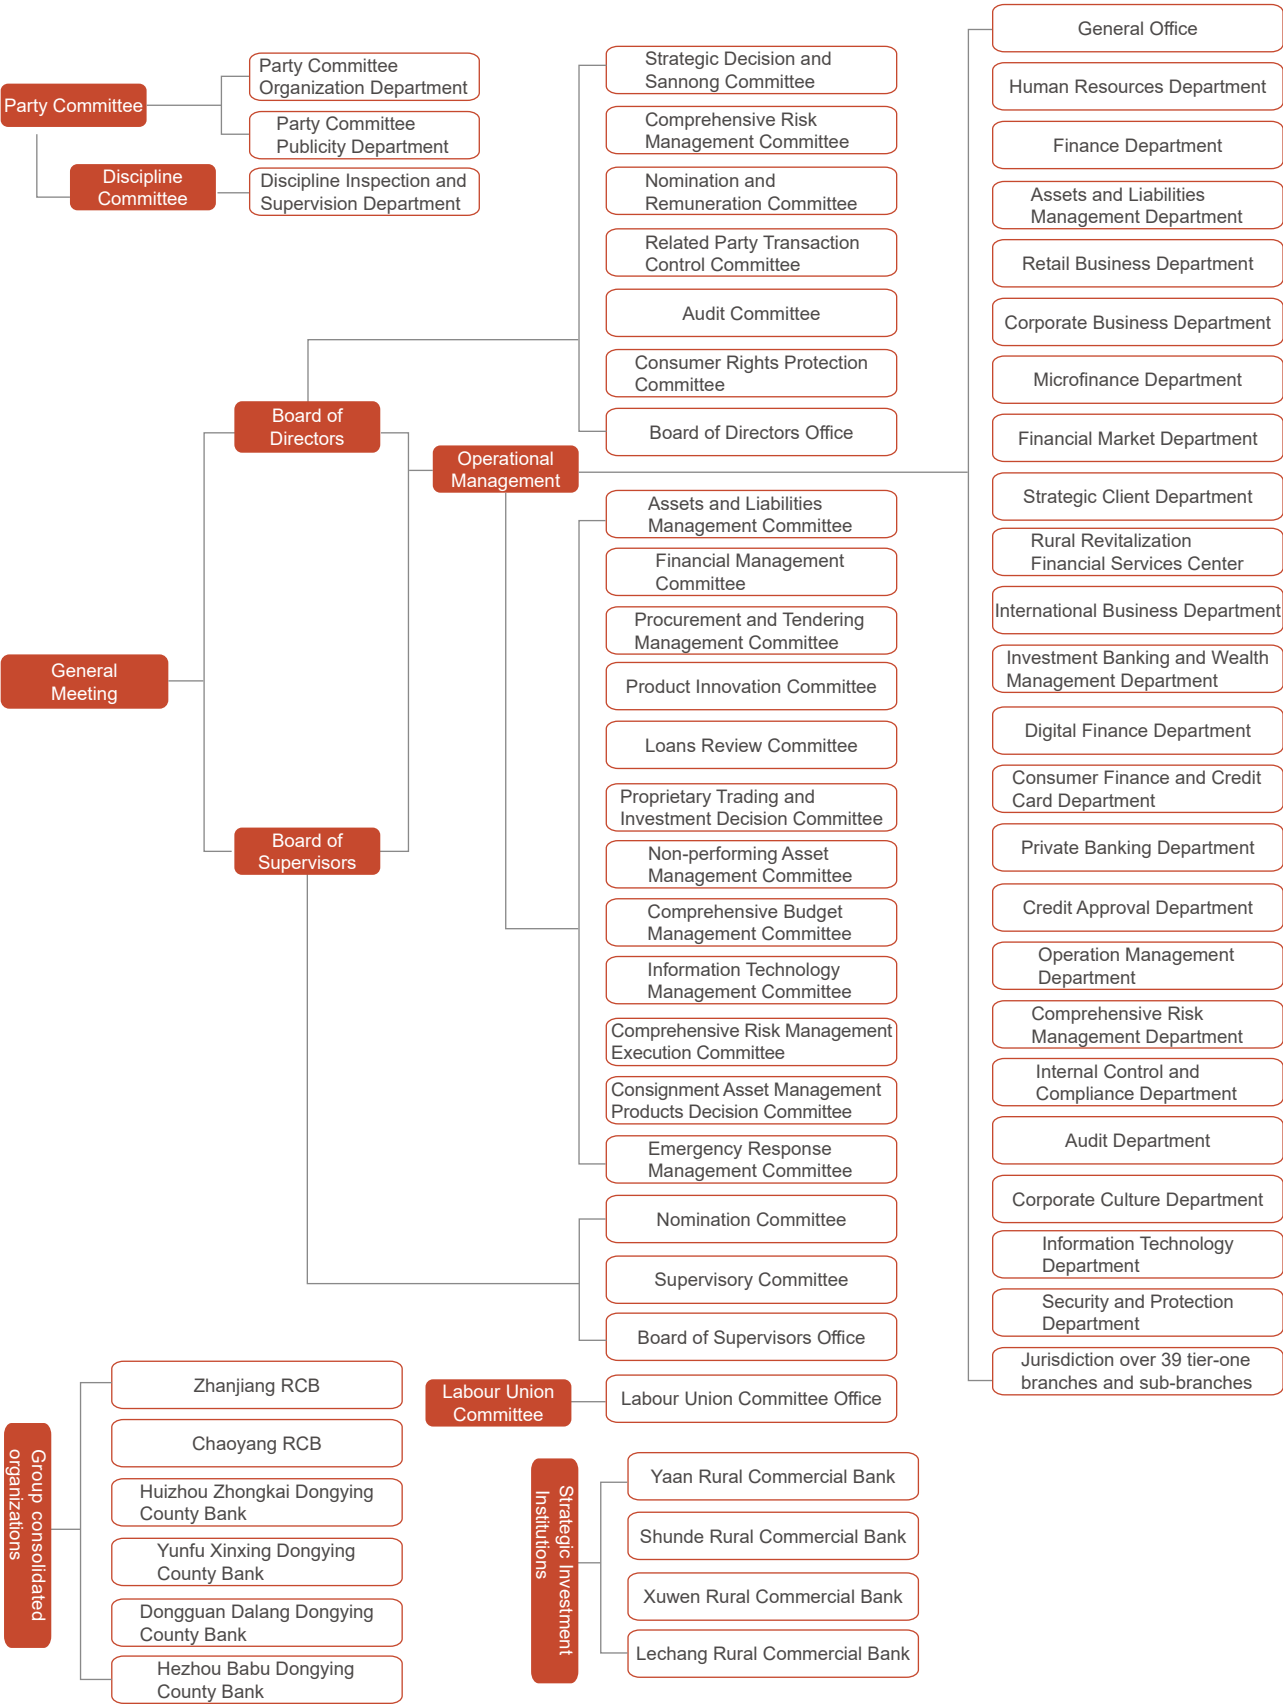 Party Committee
Party Committee
Organization Department
Party Committee
Publicity Department
Discipline
Committee
Discipline Inspection and
Supervision Department
General
Meeting
Board of
Directors
Board of
Supervisors
Operational
Management
Strategic Decision and
Sannong Committee
Comprehensive Risk
Management Committee
Nomination and
Remuneration Committee
Related Party Transaction
Control Committee
Audit Committee
Consumer Rights Protection
Committee
Board of Directors Office
Assets and Liabilities
Management Committee
Financial Management
Committee
Procurement and Tendering
Management Committee
Product Innovation Committee
Loans Review Committee
Proprietary Trading and
Investment Decision Committee
Non-performing Asset
Management Committee
Comprehensive Budget
Management Committee
Information Technology
Management Committee
Comprehensive Risk Management
Execution Committee
Consignment Asset Management
Products Decision Committee
Emergency Response
Management Committee
Nomination Committee
Supervisory Committee
Board of Supervisors Office
Labour Union
Committee
Labour Union Committee Office
General Office
Human Resources Department
Finance Department
Assets and Liabilities
Management Department
Retail Business Department
Corporate Business Department
Microfinance Department
Financial Market Department
Strategic Client Department
Rural Revitalization
Financial Services Center
International Business Department
Investment Banking and Wealth
Management Department
Digital Finance Department
Consumer Finance and Credit
Card Department
Private Banking Department
Credit Approval Department
Operation Management
Department
Comprehensive Risk
Management Department
Internal Control and
Compliance Department
Audit Department
Corporate Culture Department
Information Technology
Department
Security and Protection
Department
Jurisdiction over 39 tier-one
branches and sub-branches
Group consolidated
organizations
Zhanjiang RCB
Chaoyang RCB
Huizhou Zhongkai Dongying
County Bank
Yunfu Xinxing Dongying
County Bank
Dongguan Dalang Dongying
County Bank
Hezhou Babu Dongying
County Bank
Strategic Investment
Institutions
Yaan Rural Commercial Bank
Shunde Rural Commercial Bank
Xuwen Rural Commercial Bank
Lechang Rural Commercial Bank